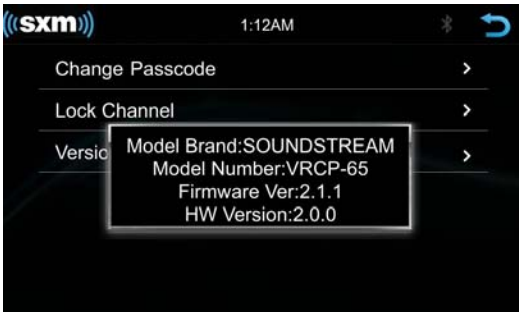 ((sxm))
1:12AM
Change Passcode
Lock Channel
Versio
Model Brand:SOUNDSTREAM
Model Number:VRCP-65
Firmware Ver:2.1.1
HW Version:2.0.0